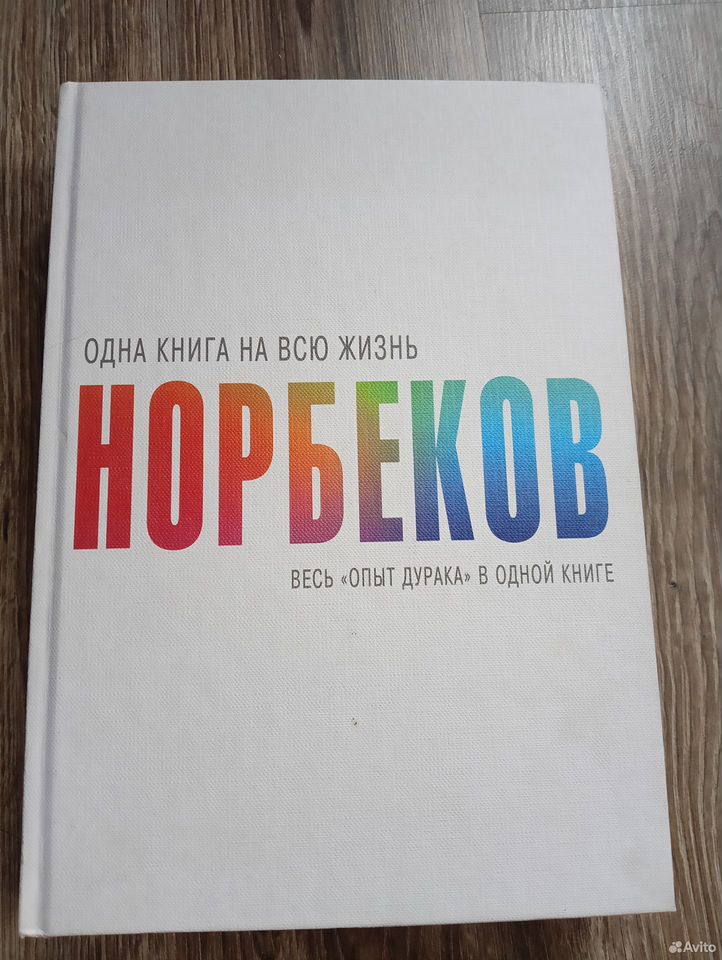 ОДНА КНИГА НА ВСЮ ЖИЗНЬ
НОРБЕКОВ
ВЕСЬ «ОПЫТ ДУРАКА» В ОДНОЙ КНИГЕ
Avito